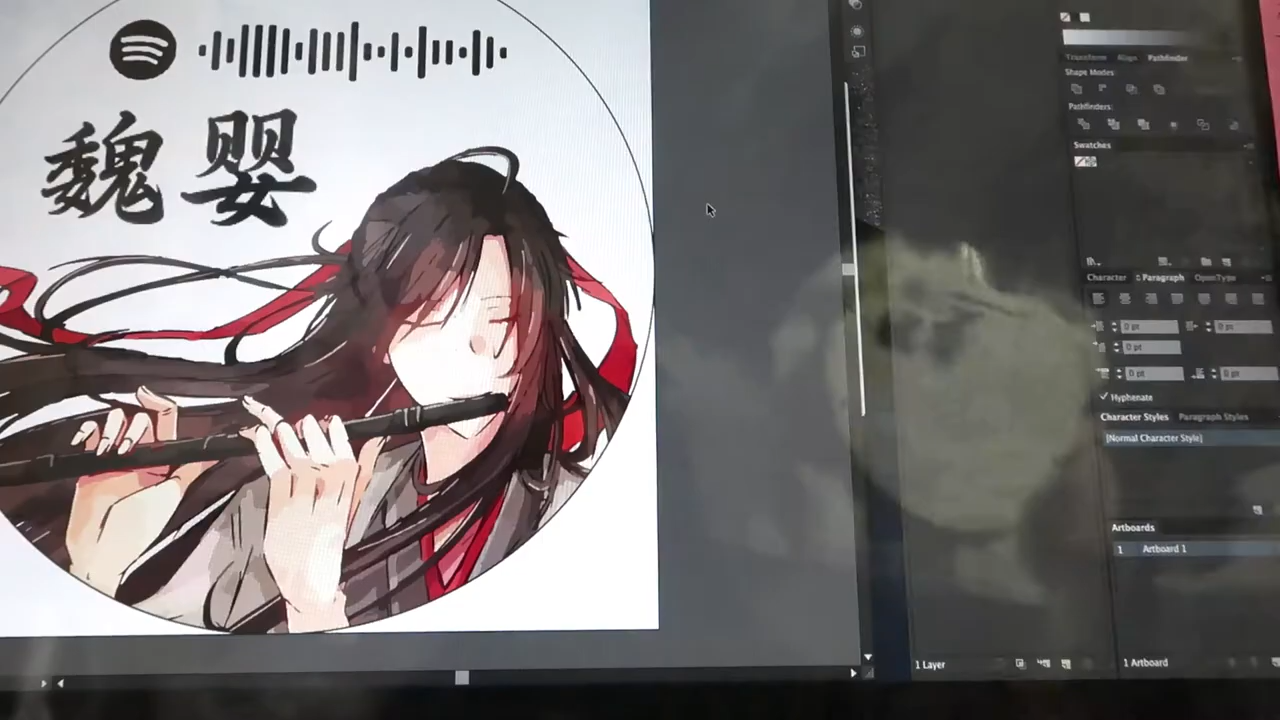 魏婴
Transform Align Pathfinder
Shape Modes:
Pathfinders:
Swatches
Character Paragraph OpenType
0 pt 0 pt
0 pt
0 pt 0 pt
Hyphenate
Character Styles Paragraph Styles
[Normal Character Style]
Artboards
1 Artboard 1
1 Layer
1 Artboard